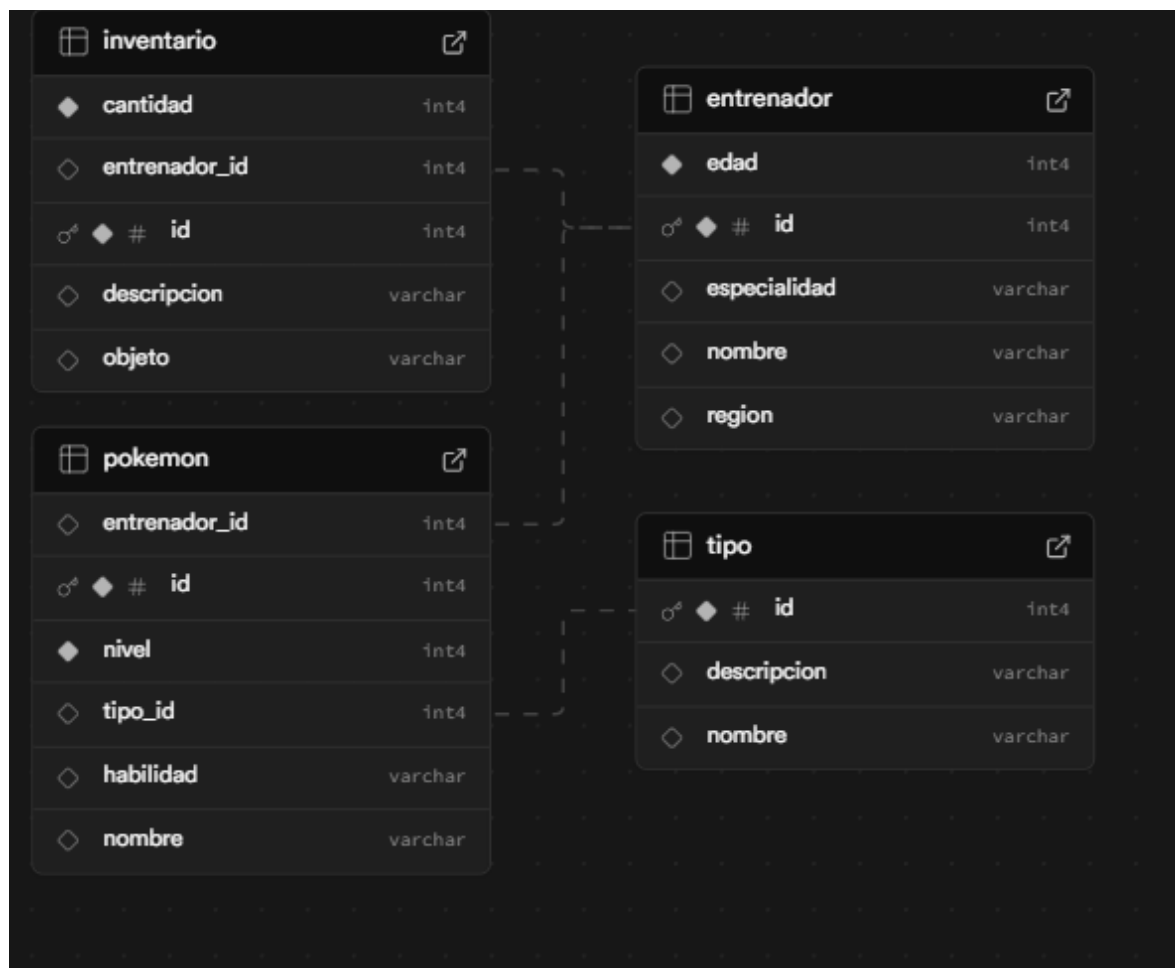 inventario
cantidad int4
entrenador_id int4
# id int4
descripcion varchar
objeto varchar
pokemon
entrenador_id int4
# id int4
nivel int4
tipo_id int4
habilidad varchar
nombre varchar
entrenador
edad int4
# id int4
especialidad varchar
nombre varchar
region varchar
tipo
# id int4
descripcion varchar
nombre varchar